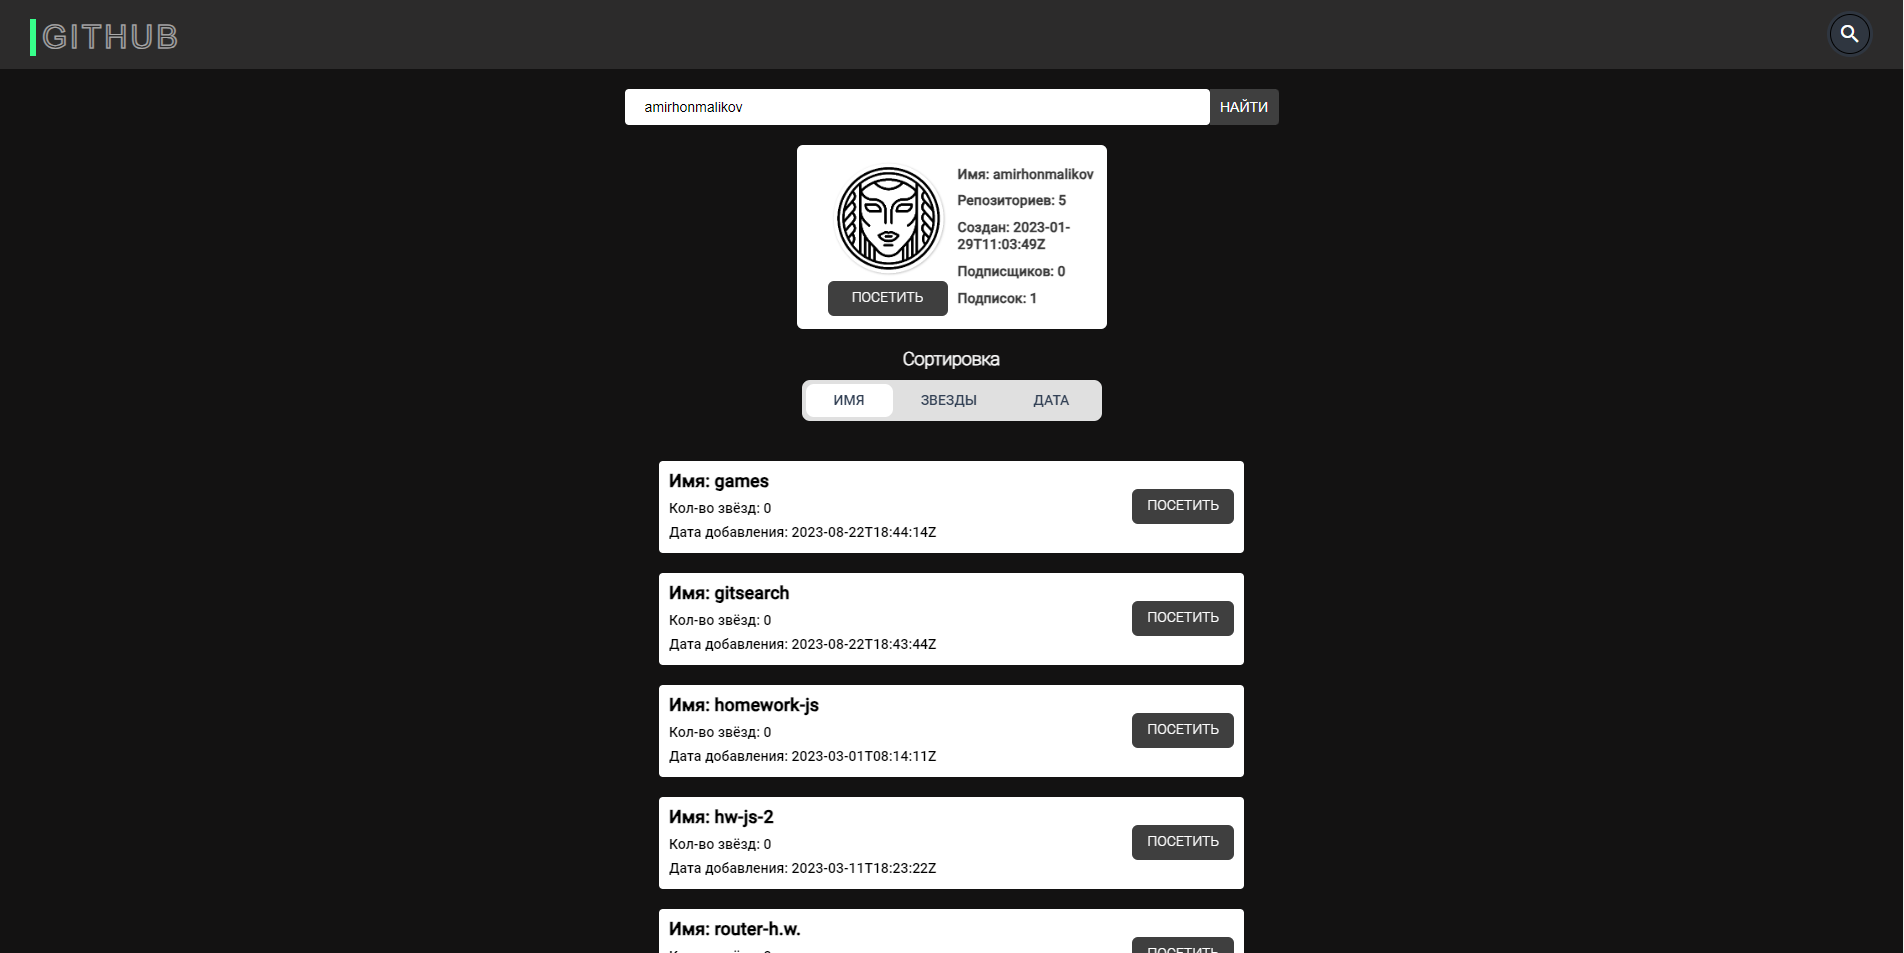 GITHUB
amirhonmalikov
НАЙТИ
Имя: amirhonmalikov
Репозиториев: 5
Создан: 2023-01-
29T11:03:49Z
Подписщиков: 0
Подписок: 1
ПОСЕТИТЬ
Сортировка
ИМЯ ЗВЕЗДЫ ДАТА
Имя: games
Кол-во звёзд: 0
Дата добавления: 2023-08-22T18:44:14Z
ПОСЕТИТЬ
Имя: gitsearch
Кол-во звёзд: 0
Дата добавления: 2023-08-22T18:43:44Z
ПОСЕТИТЬ
Имя: homework-js
Кол-во звёзд: 0
Дата добавления: 2023-03-01T08:14:11Z
ПОСЕТИТЬ
Имя: hw-js-2
Кол-во звёзд: 0
Дата добавления: 2023-03-11T18:23:22Z
ПОСЕТИТЬ
Имя: router-h.w.
ПОСЕТИТЬ